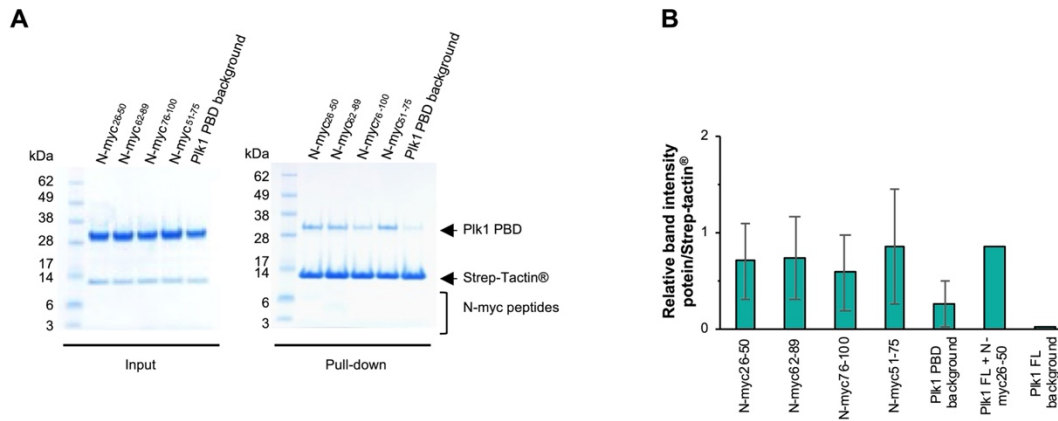 A
B
N-myc26-50
N-myc62-89
N-myc76-100
N-myc51-75
Plk1 PBD background
kDa
62
49
38
28
17
14
6
3
Input
N-myc26-50
N-myc62-89
N-myc76-100
N-myc51-75
Plk1 PBD background
kDa
62
49
38
28
17
14
6
3
Plk1 PBD
Strep-Tactin®
N-myc peptides
Pull-down
Relative band intensity
potein/Strep-tactin®
2
1
0
N-myc26-50
N-myc62-89
N-myc76-100
N-myc51-75
Plk1 PBD
background
Plk1 FL + N-
myc26-50
Plk1 FL
background